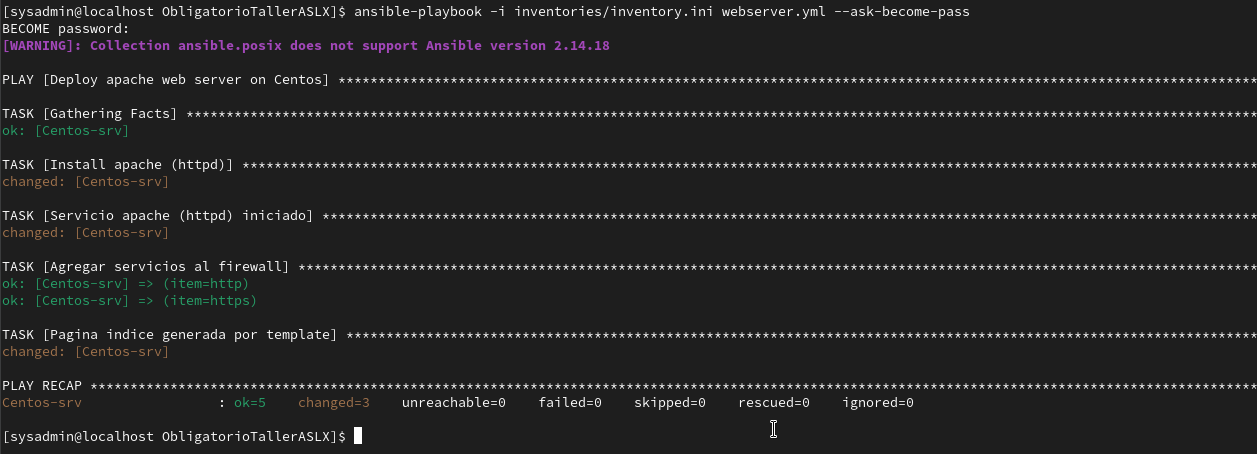 [sysadmin@localhost ObligatorioTallerASLX]$ ansible-playbook -i inventories/inventory.ini webserver.yml --ask-become-pass
BECOME password:
[WARNING]: Collection ansible.posix does not support Ansible version 2.14.18
PLAY [Deploy apache web server on Centos] ******************************************************************************************************************
TASK [Gathering Facts] *************************************************************************************************************************************
ok: [Centos-srv]
TASK [Install apache (httpd)] ******************************************************************************************************************************
changed: [Centos-srv]
TASK [Servicio apache (httpd) iniciado] ********************************************************************************************************************
changed: [Centos-srv]
TASK [Agregar servicios al firewall] ***********************************************************************************************************************
ok: [Centos-srv] => (item=http)
ok: [Centos-srv] => (item=https)
TASK [Pagina indice generada por template] *****************************************************************************************************************
changed: [Centos-srv]
PLAY RECAP *************************************************************************************************************************************************
Centos-srv                 : ok=5    changed=3    unreachable=0    failed=0    skipped=0    rescued=0    ignored=0
[sysadmin@localhost ObligatorioTallerASLX]$